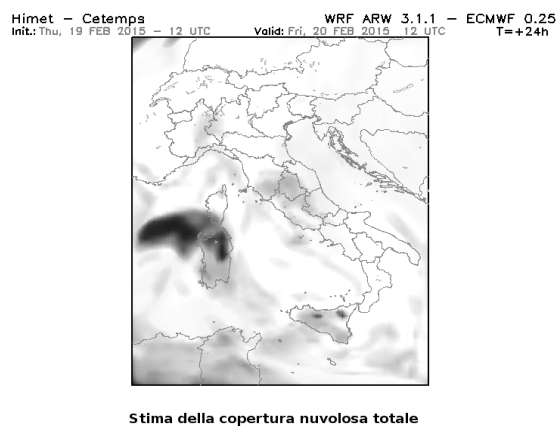 Himet – Cetemps WRF ARW 3.1.1 – ECMWF 0.25
Init.: Thu, 19 FEB 2015 – 12 UTC Valid: Fri, 20 FEB 2015 12 UTC T=+24h
Stima della copertura nuvolosa totale